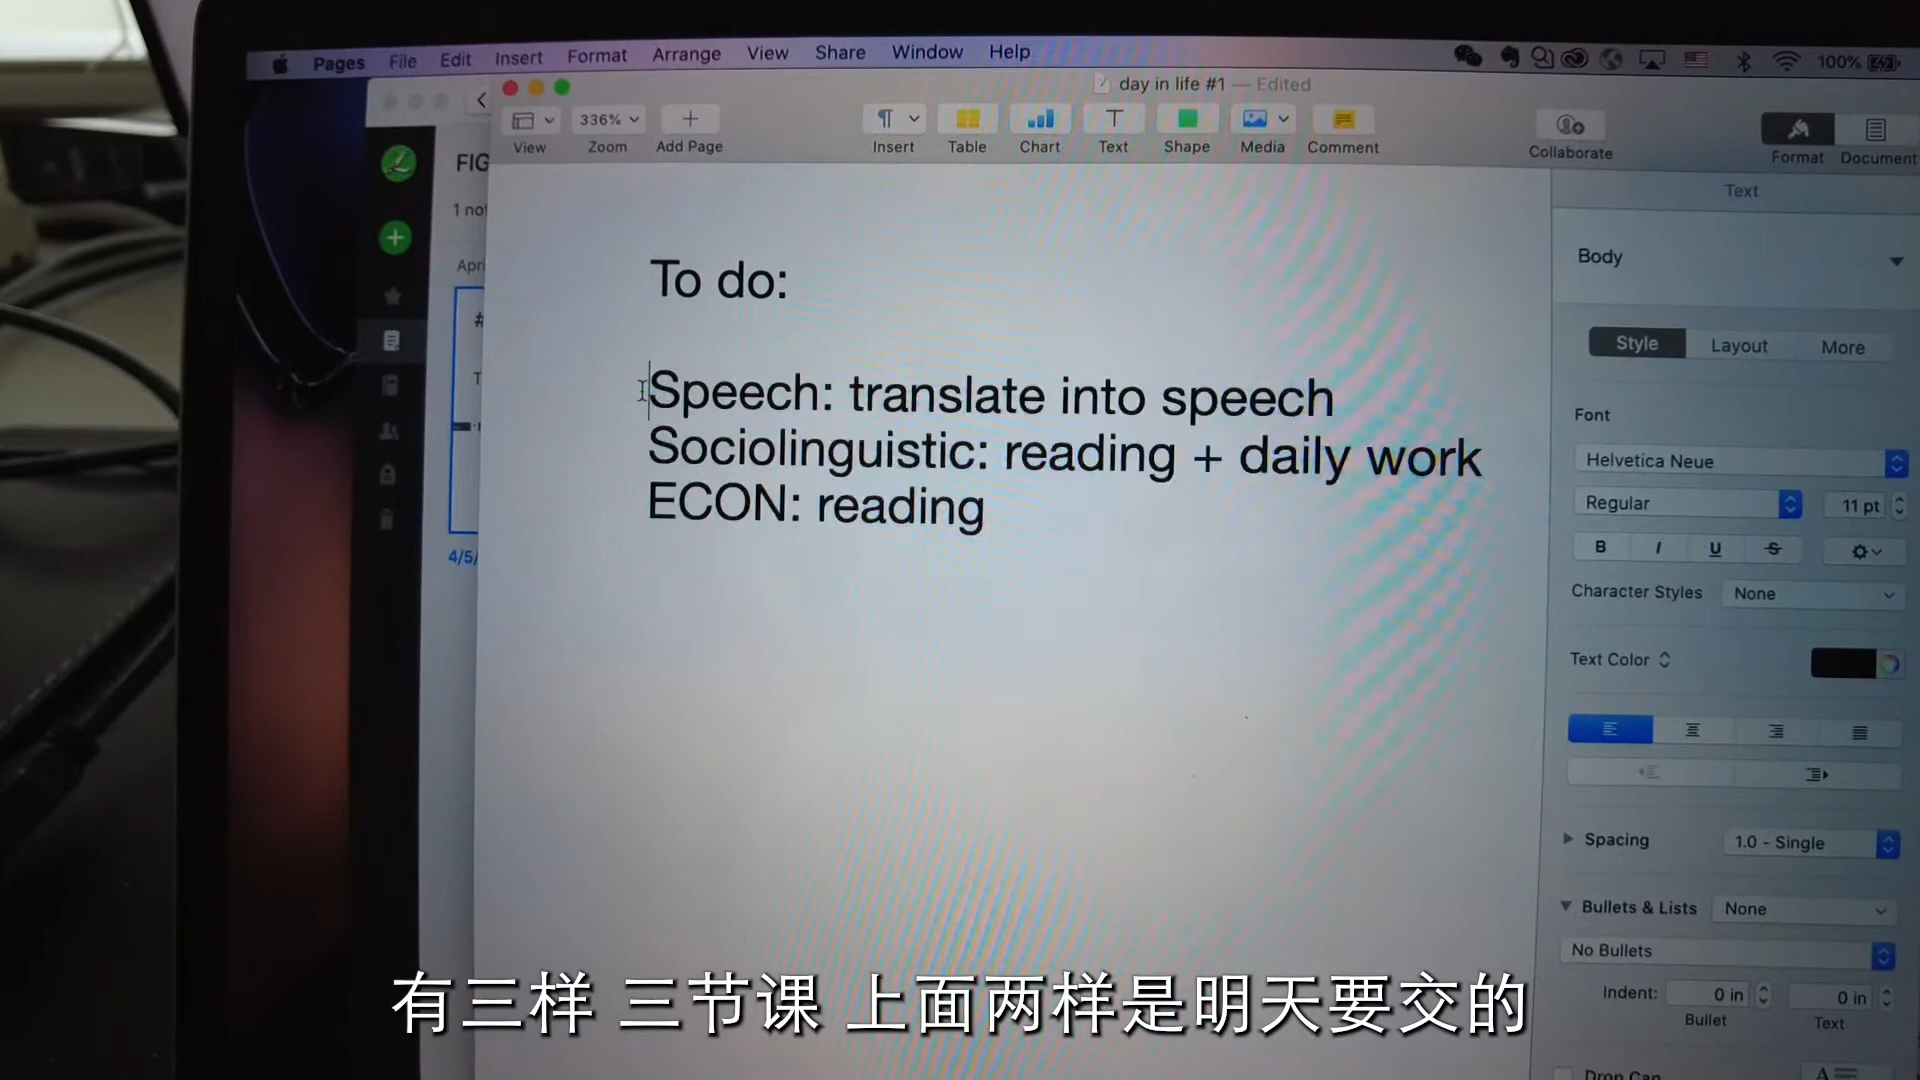 Pages File Edit Insert Format Arrange View Share Window Help 100%
day in life #1 — Edited
336%
View Zoom Add Page Insert Table Chart Text Shape Media Comment Collaborate Format Document
FIG
Text
1 not
Body
Apri
To do:
#
Style Layout More
T
Speech: translate into speech
Font
Sociolinguistic: reading + daily work
Helvetica Neue
ECON: reading
Regular 11 pt
B I U S
4/5/
Character Styles None
Text Color
Spacing 1.0 - Single
Bullets & Lists None
No Bullets
Indent: 0 in 0 in
Bullet Text
Drop Cap
有三样 三节课 上面两样是明天要交的